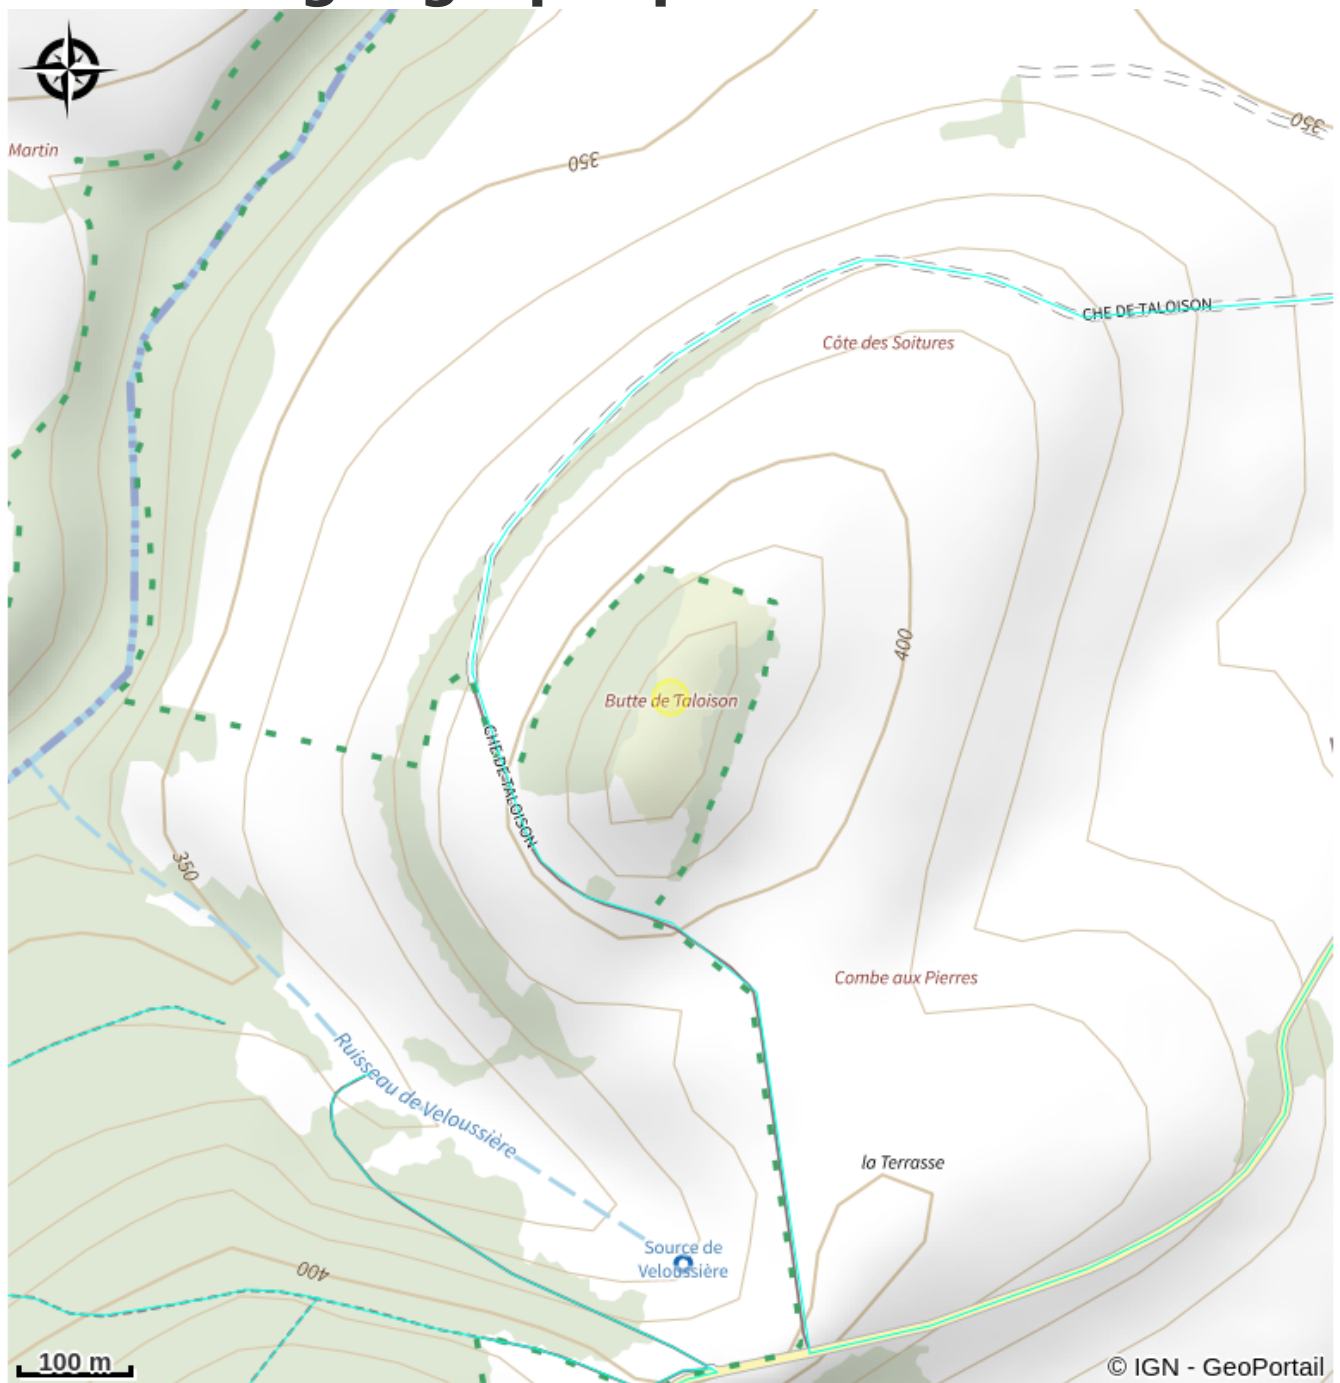 Martin
350
350
CHE DE TALOISON
Côte des Soitures
400
Butte de Taloison
CHE DE TALOISON
350
Combe aux Pierres
Ruisseau de Veloussière
la Terrasse
Source de
Veloussière
400
100 m
© IGN - GeoPortail